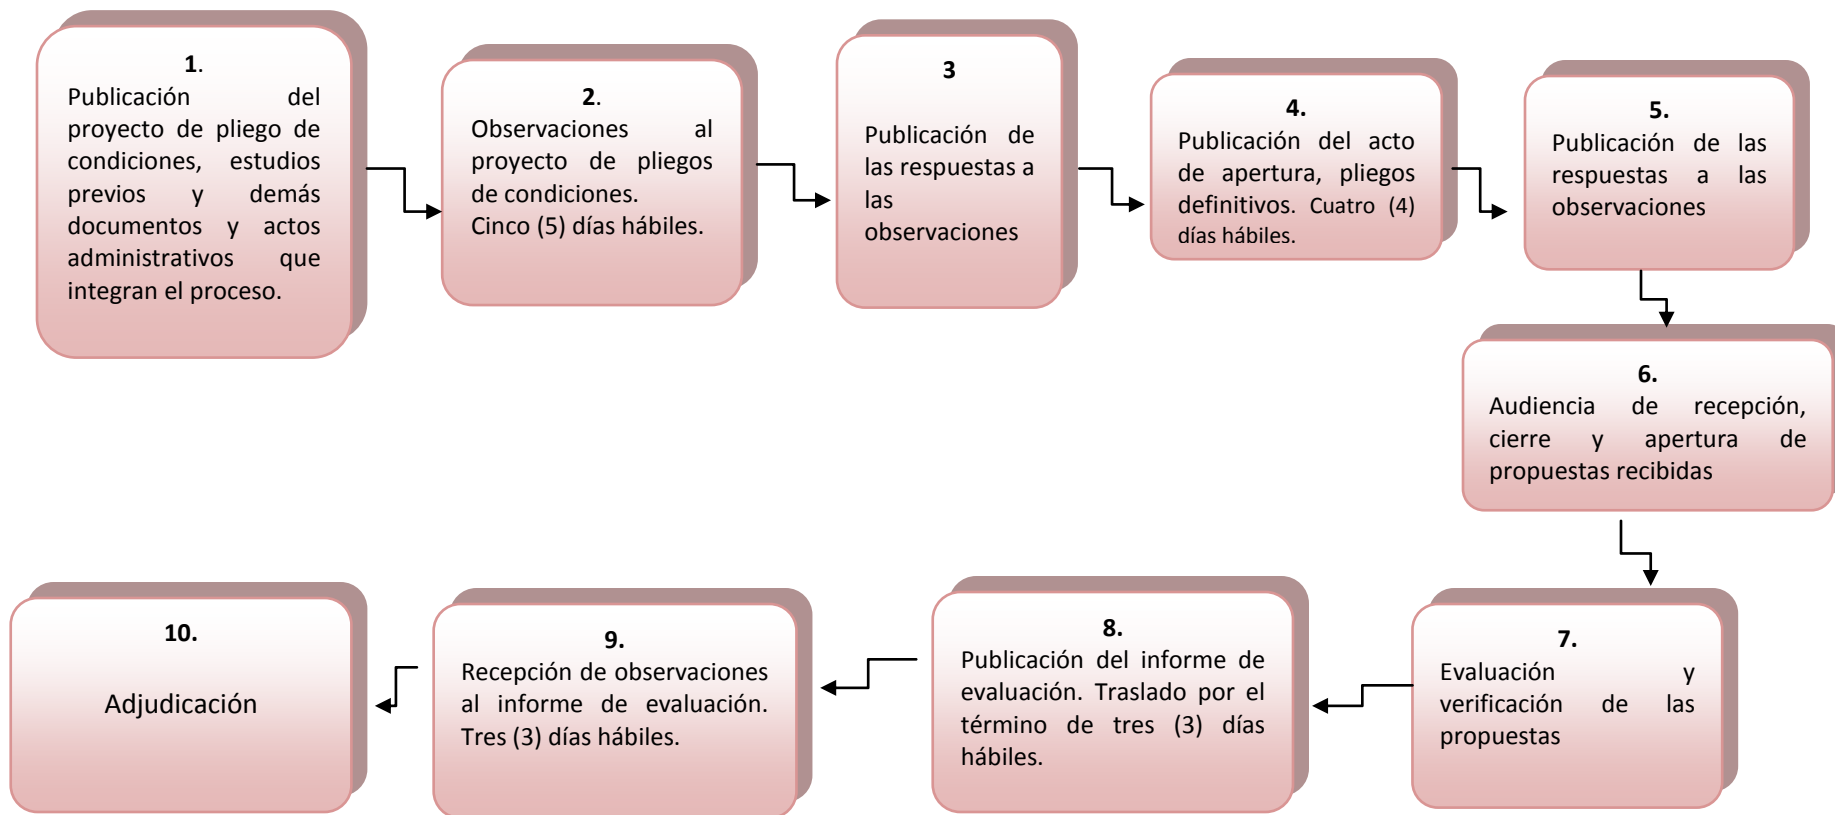 1.
Publicación del
proyecto de pliego de
condiciones, estudios
previos y demás
documentos y actos
administrativos que
integran el proceso.
2.
Observaciones al
proyecto de pliegos
de condiciones.
Cinco (5) días hábiles.
3
Publicación de
las respuestas a
las
observaciones
4.
Publicación del acto
de apertura, pliegos
definitivos. Cuatro (4)
días hábiles.
5.
Publicación de las
respuestas a las
observaciones
6.
Audiencia de recepción,
cierre y apertura de
propuestas recibidas
7.
Evaluación y
verificación de las
propuestas
8.
Publicación del informe de
evaluación. Traslado por el
término de tres (3) días
hábiles.
9.
Recepción de observaciones
al informe de evaluación.
Tres (3) días hábiles.
10.
Adjudicación